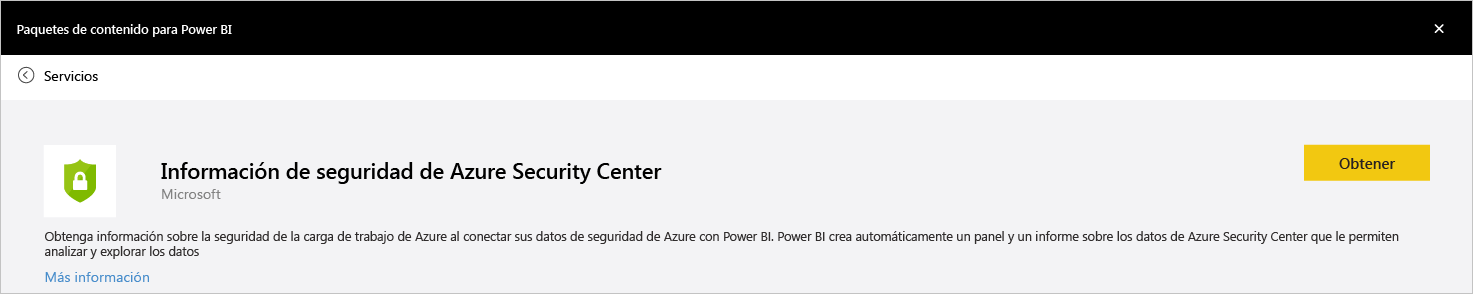 Paquetes de contenido para Power BI
Servicios
Información de seguridad de Azure Security Center
Microsoft
Obtener
Obtenga información sobre la seguridad de la carga de trabajo de Azure al conectar sus datos de seguridad de Azure con Power BI. Power BI crea automáticamente un panel y un informe sobre los datos de Azure Security Center que le permiten
analizar y explorar los datos
Más información